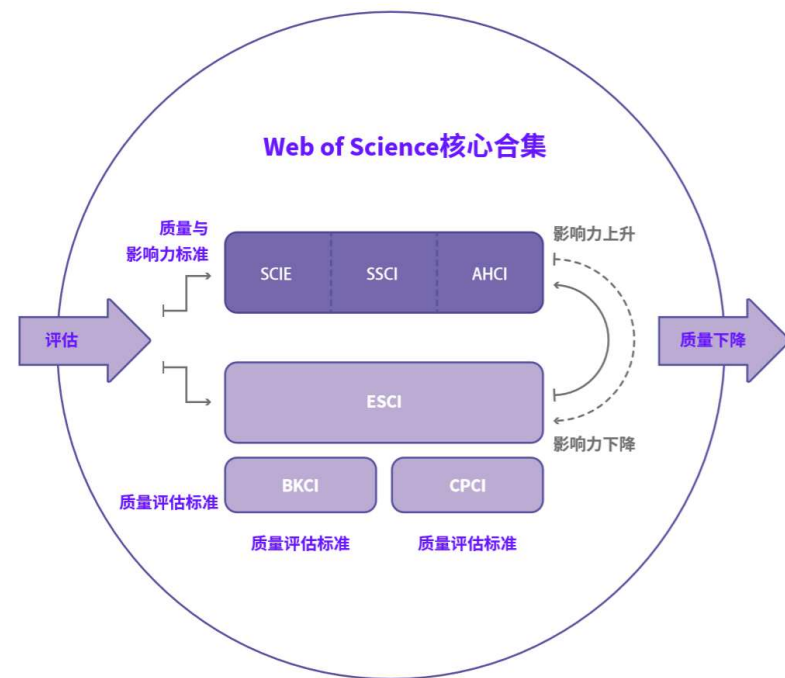 Web of Science核心合集
质量与
影响力标准
SCIE
SSCI
AHCI
影响力上升
评估
质量下降
ESCI
影响力下降
质量评估标准
BKCI
CPCI
质量评估标准
质量评估标准